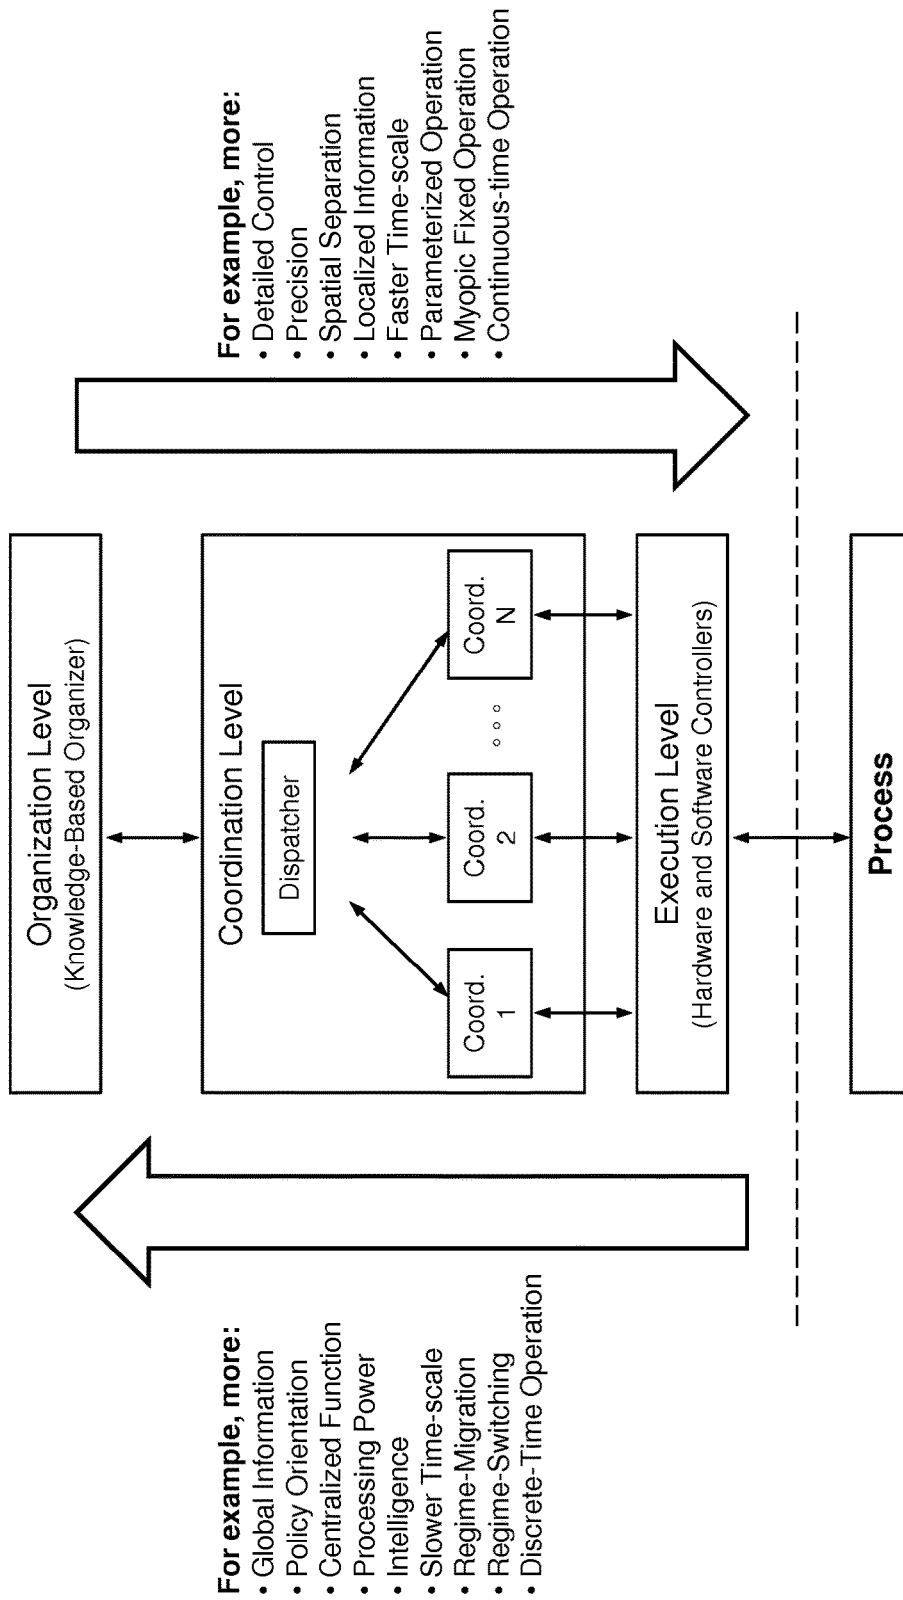 For example, more:
• Global Information
• Policy Orientation
• Centralized Function
• Processing Power
• Intelligence
• Slower Time-scale
• Regime-Migration
• Regime-Switching
• Discrete-Time Operation
Organization Level
(Knowledge-Based Organizer)
Coordination Level
Dispatcher
Coord.
1
Coord.
2
Coord.
N
Execution Level
(Hardware and Software Controllers)
Process
For example, more:
• Detailed Control
• Precision
• Spatial Separation
• Localized Information
• Faster Time-scale
• Parameterized Operation
• Myopic Fixed Operation
• Continuous-time Operation